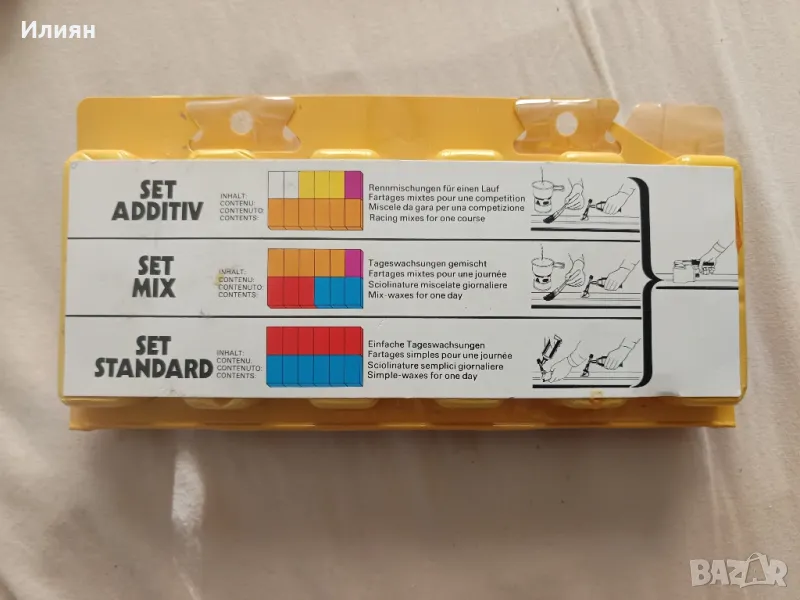 Илиян
SET
ADDITIV
INHALT:
CONTENU:
CONTENUTO:
CONTENTS:
Rennmischungen für einen Lauf
Fartages mixtes pour une competition
Miscele da gara per una competizione
Racing mixes for one course
SET
MIX
INHALT:
CONTENU:
CONTENUTO:
CONTENTS:
Tageswachsungen gemischt
Fartages mixtes pour une journée
Sciolinature miscelate giornaliere
Mix-waxes for one day
SET
STANDARD
INHALT:
CONTENU:
CONTENUTO:
CONTENTS:
Einfache Tageswachsungen
Fartages simples pour une journée
Sciolinature semplici giornaliere
Simple-waxes for one day
BAZAR